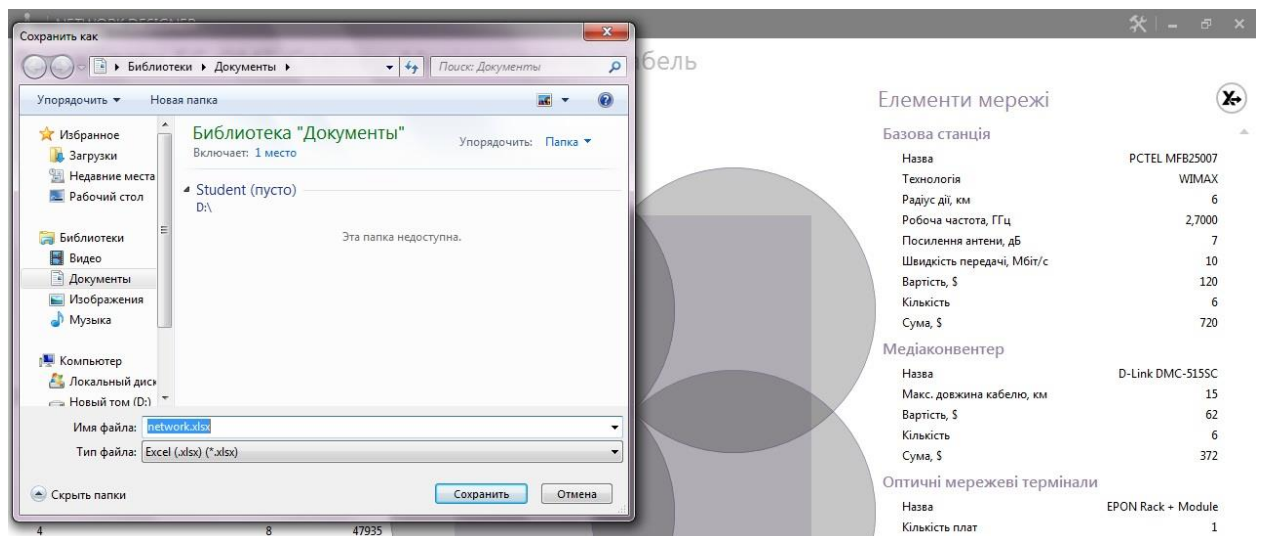 NETWORK DESIGNER
Сохранить как
Библиотеки ▸ Документы ▸
Поиск: Документы
Упорядочить ▾ Новая папка
Избранное
Загрузки
Недавние места
Рабочий стол
Библиотеки
Видео
Документы
Изображения
Музыка
Компьютер
Локальный диск
Новый том (D:)
Библиотека "Документы"
Включает: 1 место
Упорядочить: Папка ▾
Student (пусто)
D:\
Эта папка недоступна.
Имя файла: network.xlsx
Тип файла: Excel (.xlsx) (*.xlsx)
Скрыть папки
Сохранить Отмена
4 8 47935
бель
Елементи мережі
Базова станція
Назва PCTEL MFB25007
Технологія WIMAX
Радіус дії, км 6
Робоча частота, ГГц 2,7000
Посилення антени, дБ 7
Швидкість передачі, Мбіт/с 10
Вартість, $ 120
Кількість 6
Сума, $ 720
Медіаконвентер
Назва D-Link DMC-515SC
Макс. довжина кабелю, км 15
Вартість, $ 62
Кількість 6
Сума, $ 372
Оптичні мережеві термінали
Назва EPON Rack + Module
Кількість плат 1